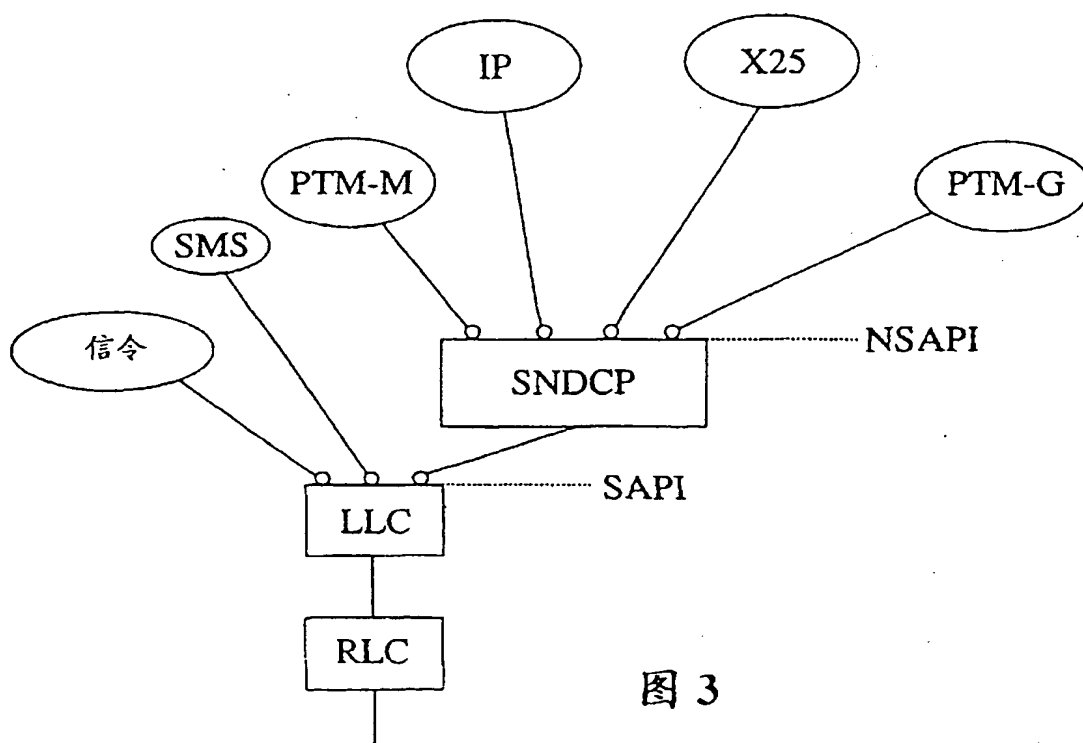 IP
X25
PTM-M
PTM-G
SMS
信令
NSAPI
SNDCP
SAPI
LLC
RLC
图 3